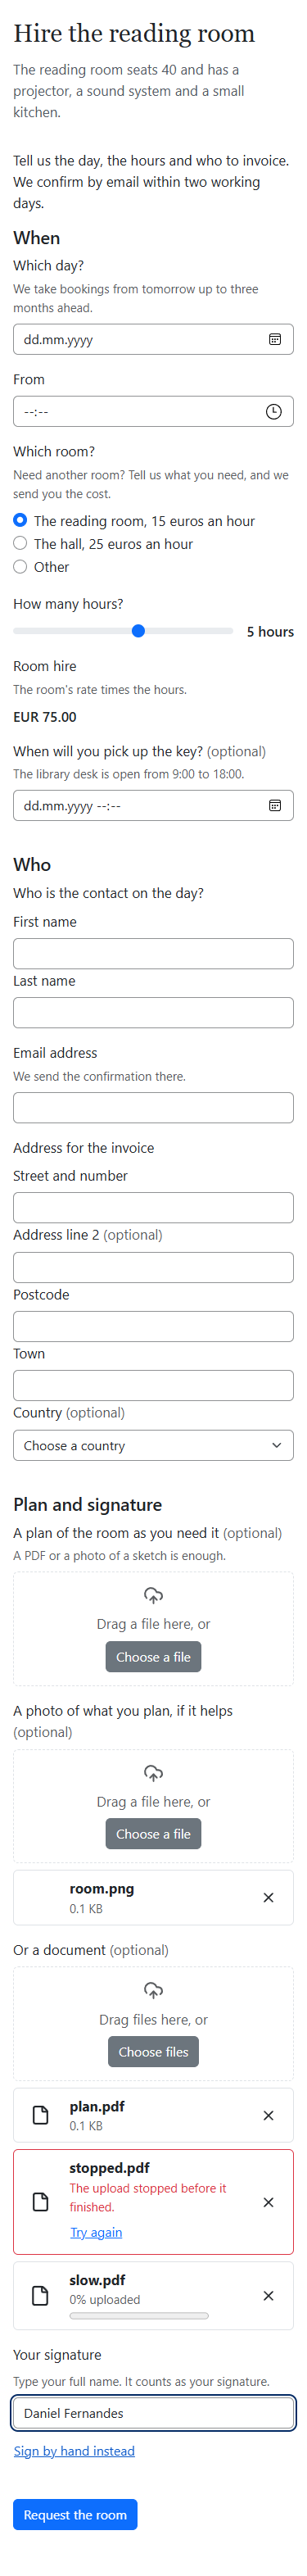 Hire the reading room
The reading room seats 40 and has a
projector, a sound system and a small
kitchen.
Tell us the day, the hours and who to invoice.
We confirm by email within two working
days.
When
Which day?
We take bookings from tomorrow up to three
months ahead.
dd.mm.yyyy
From
--:--
Which room?
Need another room? Tell us what you need, and we
send you the cost.
The reading room, 15 euros an hour
The hall, 25 euros an hour
Other
How many hours?
5 hours
Room hire
The room's rate times the hours.
EUR 75.00
When will you pick up the key? (optional)
The library desk is open from 9:00 to 18:00.
dd.mm.yyyy --:--
Who
Who is the contact on the day?
First name
Last name
Email address
We send the confirmation there.
Address for the invoice
Street and number
Address line 2 (optional)
Postcode
Town
Country (optional)
Choose a country
Plan and signature
A plan of the room as you need it (optional)
A PDF or a photo of a sketch is enough.
Drag a file here, or
Choose a file
A photo of what you plan, if it helps
(optional)
Drag a file here, or
Choose a file
room.png
0.1 KB
Or a document (optional)
Drag files here, or
Choose files
plan.pdf
0.1 KB
stopped.pdf
The upload stopped before it
finished.
Try again
slow.pdf
0% uploaded
Your signature
Type your full name. It counts as your signature.
Daniel Fernandes
Sign by hand instead
Request the room